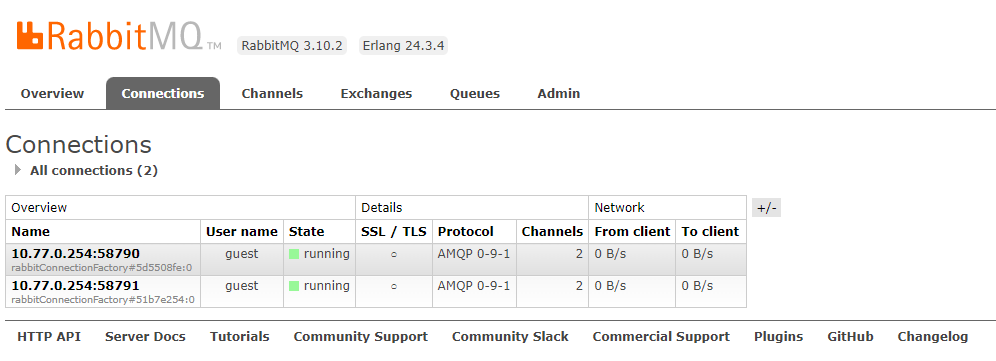 RabbitMQ TM RabbitMQ 3.10.2 Erlang 24.3.4
Overview Connections Channels Exchanges Queues Admin
Connections
All connections (2)
Overview Details Network +/-
Name User name State SSL / TLS Protocol Channels From client To client
10.77.0.254:58790 guest running ○ AMQP 0-9-1 2 0 B/s 0 B/s
rabbitConnectionFactory#5d5508fe:0
10.77.0.254:58791 guest running ○ AMQP 0-9-1 2 0 B/s 0 B/s
rabbitConnectionFactory#51b7e254:0
HTTP API Server Docs Tutorials Community Support Community Slack Commercial Support Plugins GitHub Changelog